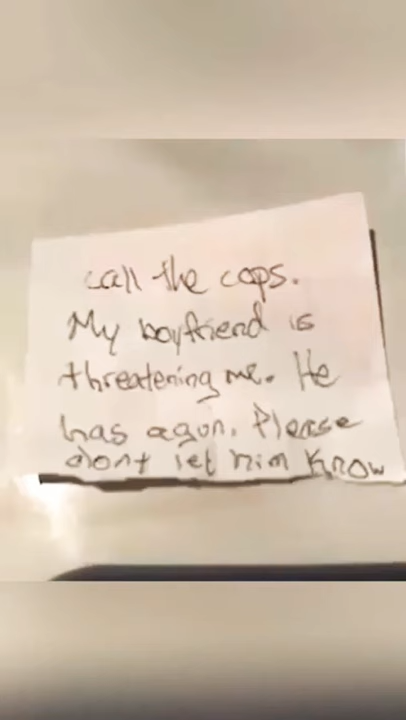 call the cops.
My boyfriend is
threatening me. He
has a gun. Please
dont let him know